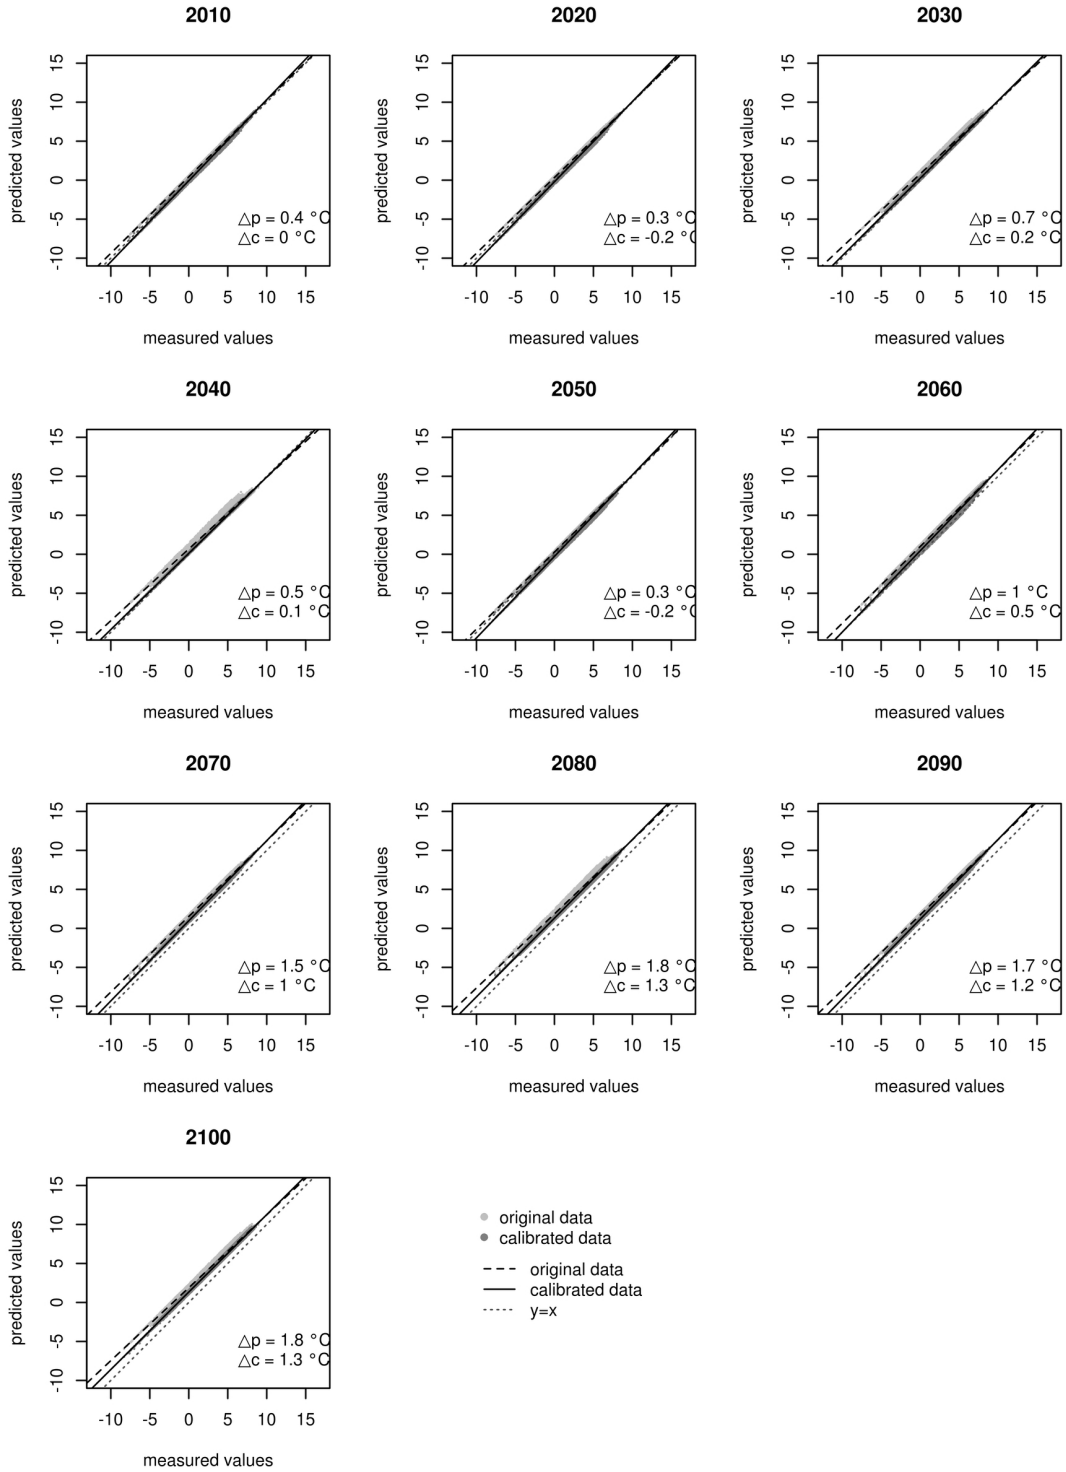 2010
2020
2030
predicted values
15
10
5
0
-5
-10
△p = 0.4 °C
△c = 0 °C
-10 -5 0 5 10 15
measured values
predicted values
15
10
5
0
-5
-10
△p = 0.3 °C
△c = -0.2 °C
-10 -5 0 5 10 15
measured values
predicted values
15
10
5
0
-5
-10
△p = 0.7 °C
△c = 0.2 °C
-10 -5 0 5 10 15
measured values
2040
2050
2060
predicted values
15
10
5
0
-5
-10
△p = 0.5 °C
△c = 0.1 °C
-10 -5 0 5 10 15
measured values
predicted values
15
10
5
0
-5
-10
△p = 0.3 °C
△c = -0.2 °C
-10 -5 0 5 10 15
measured values
predicted values
15
10
5
0
-5
-10
△p = 1 °C
△c = 0.5 °C
-10 -5 0 5 10 15
measured values
2070
2080
2090
predicted values
15
10
5
0
-5
-10
△p = 1.5 °C
△c = 1 °C
-10 -5 0 5 10 15
measured values
predicted values
15
10
5
0
-5
-10
△p = 1.8 °C
△c = 1.3 °C
-10 -5 0 5 10 15
measured values
predicted values
15
10
5
0
-5
-10
△p = 1.7 °C
△c = 1.2 °C
-10 -5 0 5 10 15
measured values
2100
predicted values
15
10
5
0
-5
-10
△p = 1.8 °C
△c = 1.3 °C
-10 -5 0 5 10 15
measured values
original data
calibrated data
original data
calibrated data
y=x